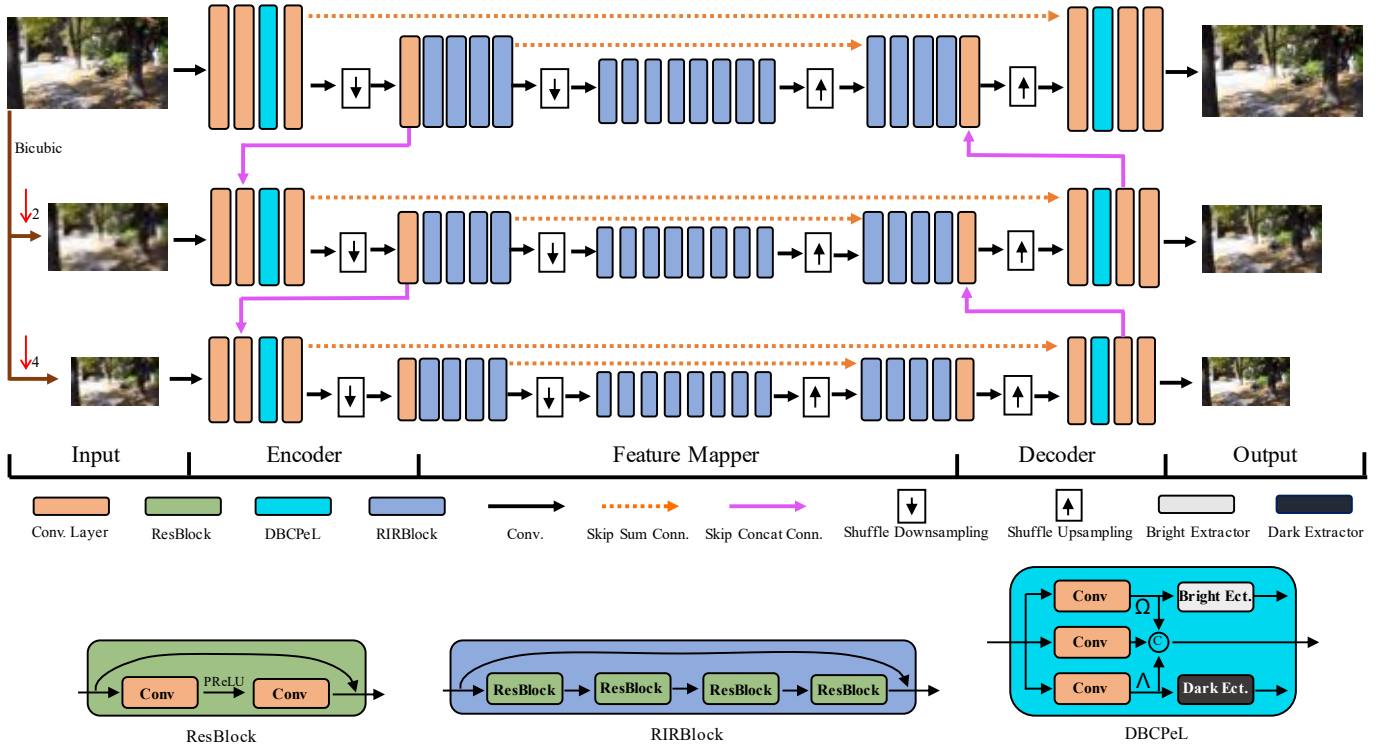 Bicubic
2
4
Input
Encoder
Feature Mapper
Decoder
Output
Conv. Layer
ResBlock
DBCPeL
RIRBlock
Conv.
Skip Sum Conn.
Skip Concat Conn.
Shuffle Downsampling
Shuffle Upsampling
Bright Extractor
Dark Extractor
Conv
PReLU
Conv
ResBlock
ResBlock
ResBlock
ResBlock
ResBlock
RIRBlock
Conv
Ω
Bright Ect.
Conv
C
Conv
Λ
Dark Ect.
DBCPeL